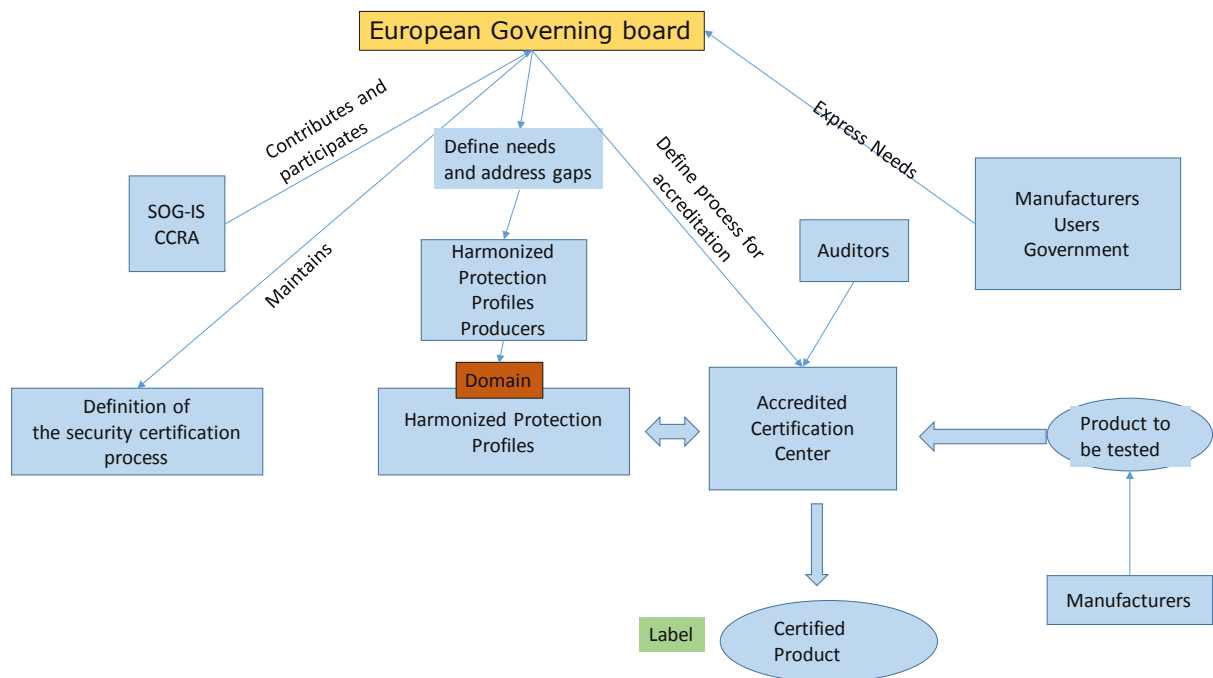 European Governing board
Contributes and
participates
Define needs
and address gaps
Define process for
accreditation
Express Needs
SOG-IS
CCRA
Maintains
Harmonized
Protection
Profiles
Producers
Auditors
Manufacturers
Users
Government
Domain
Definition of
the security certification
process
Harmonized Protection
Profiles
Accredited
Certification
Center
Product to
be tested
Manufacturers
Label
Certified
Product